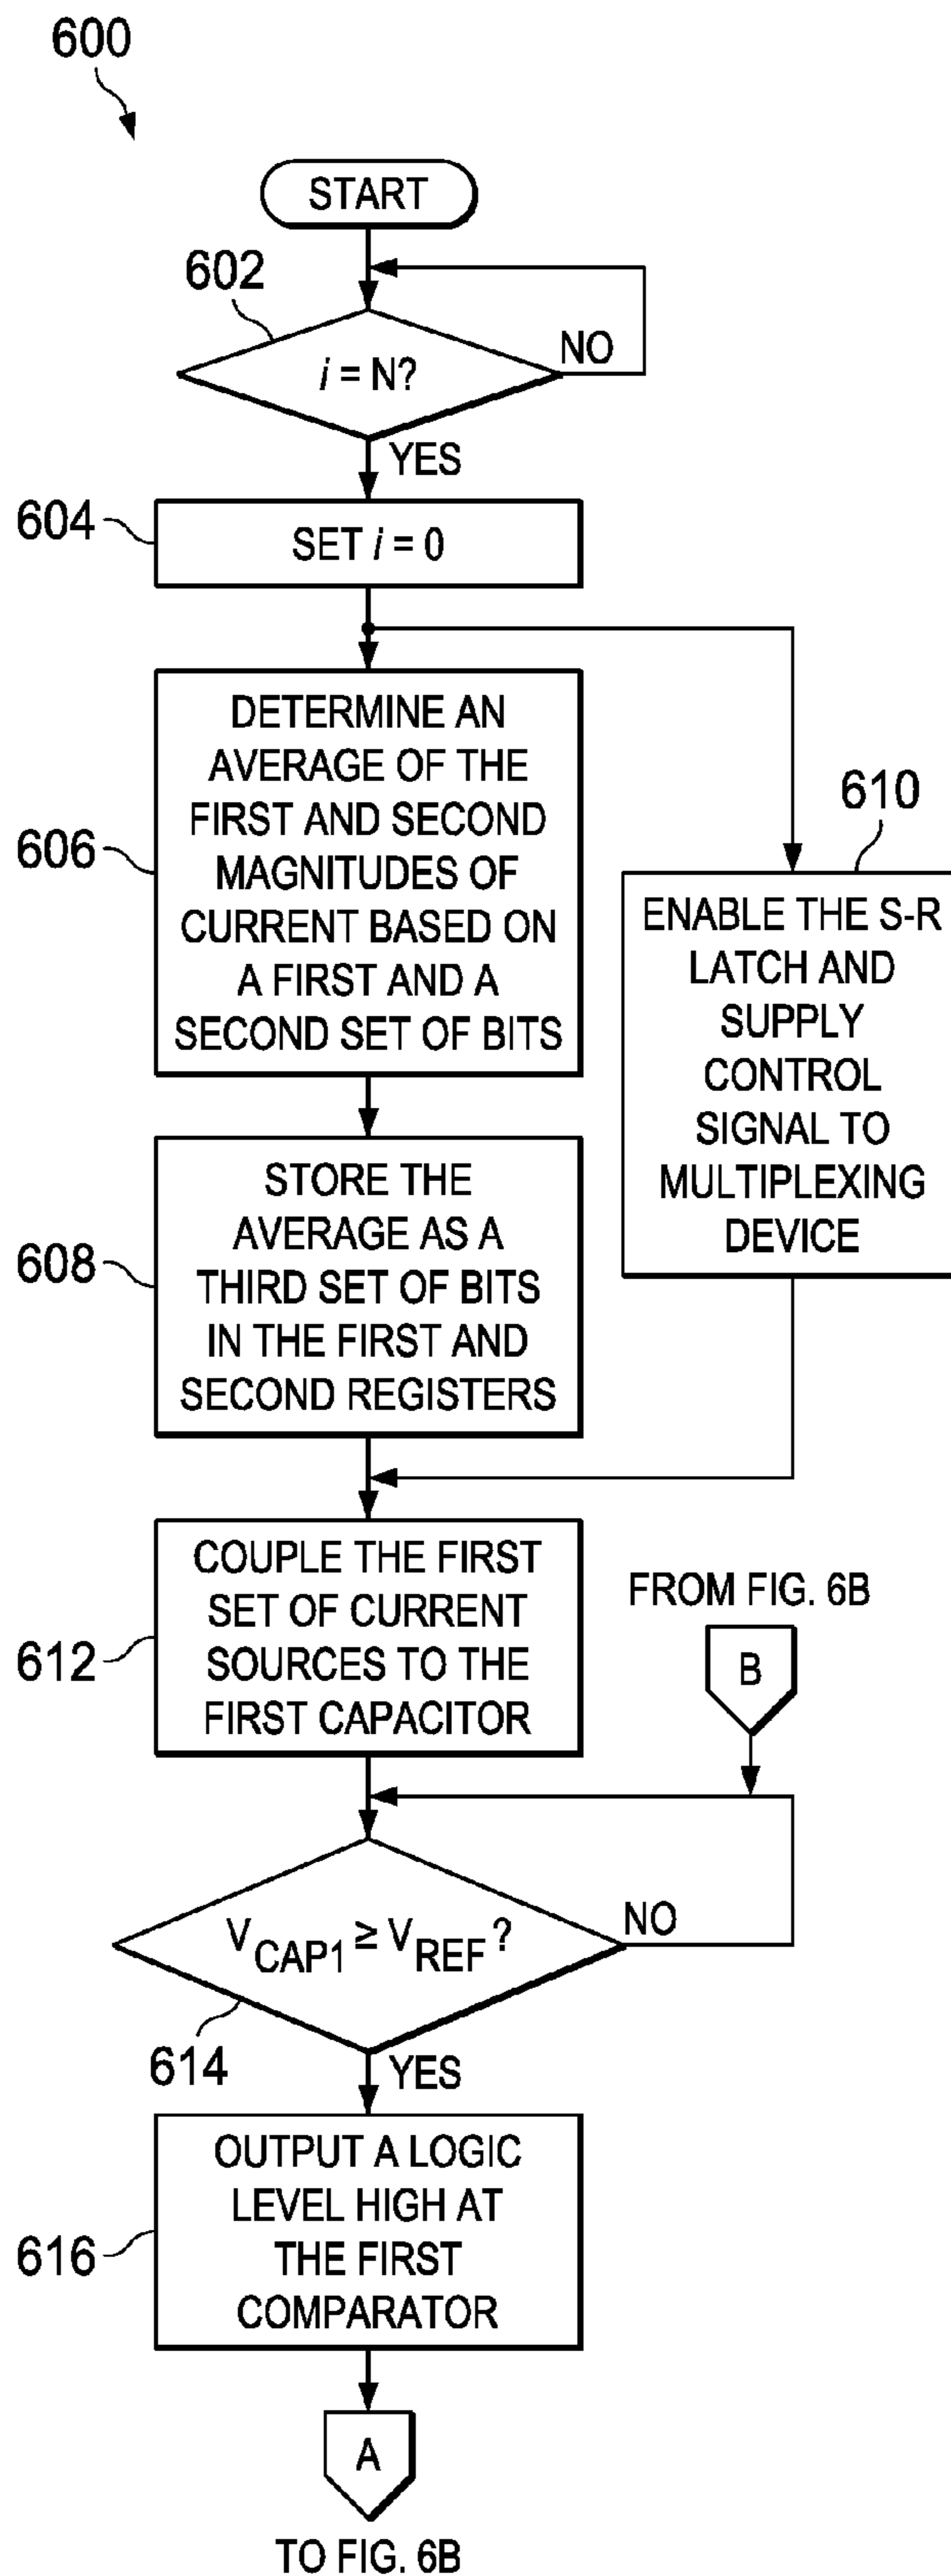 600
START
602
i = N?
NO
YES
604
SET i = 0
606
DETERMINE AN
AVERAGE OF THE
FIRST AND SECOND
MAGNITUDES OF
CURRENT BASED ON
A FIRST AND A
SECOND SET OF BITS
610
ENABLE THE S-R
LATCH AND
SUPPLY
CONTROL
SIGNAL TO
MULTIPLEXING
DEVICE
608
STORE THE
AVERAGE AS A
THIRD SET OF BITS
IN THE FIRST AND
SECOND REGISTERS
612
COUPLE THE FIRST
SET OF CURRENT
SOURCES TO THE
FIRST CAPACITOR
FROM FIG. 6B
B
V CAP1 ≥ V REF ?
NO
614
YES
616
OUTPUT A LOGIC
LEVEL HIGH AT
THE FIRST
COMPARATOR
A
TO FIG. 6B